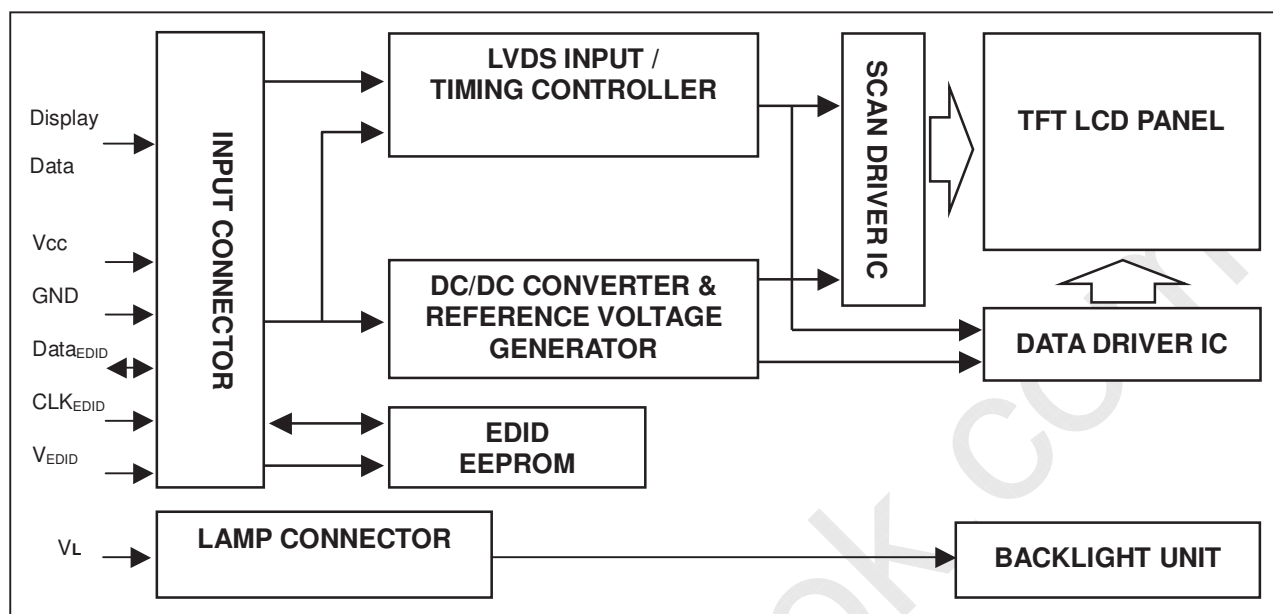 Display
Data
Vcc
GND
DataEDID
CLKEDID
VEDID
VL
INPUT CONNECTOR
LVDS INPUT /
TIMING CONTROLLER
DC/DC CONVERTER &
REFERENCE VOLTAGE
GENERATOR
EDID
EEPROM
LAMP CONNECTOR
SCAN DRIVER IC
TFT LCD PANEL
DATA DRIVER IC
BACKLIGHT UNIT